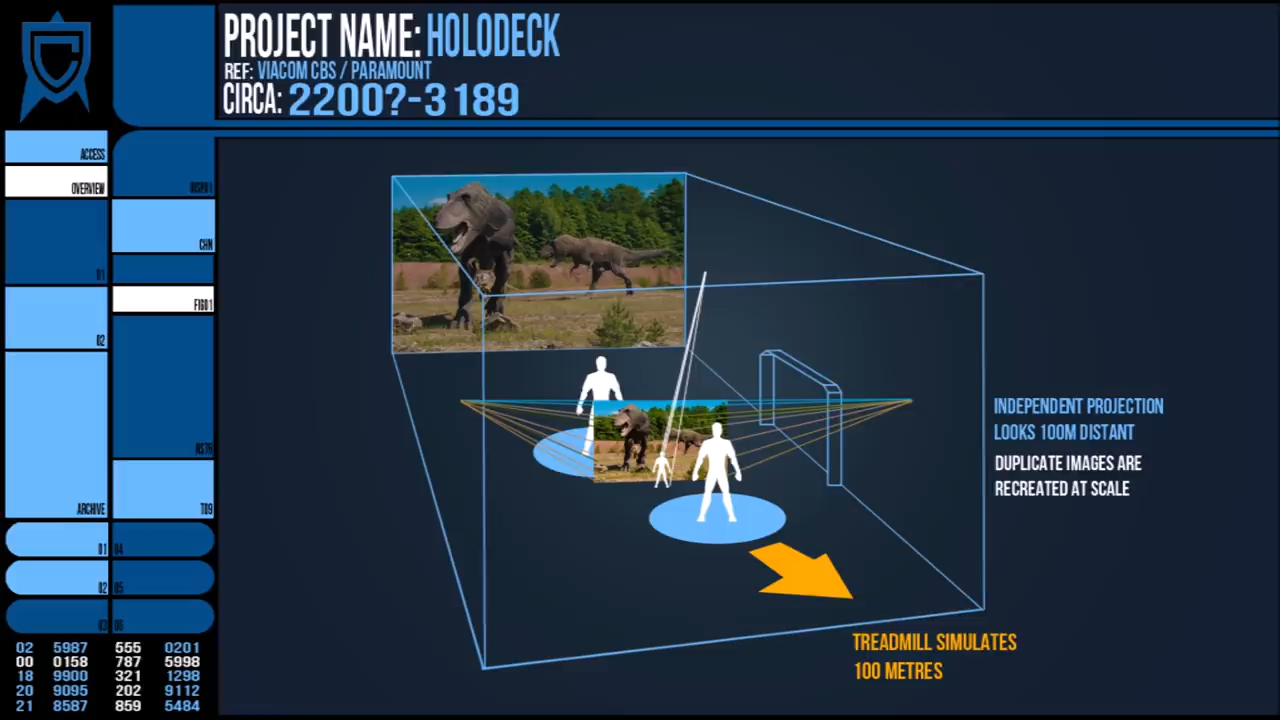 PROJECT NAME: HOLODECK
REF: VIACOM CBS / PARAMOUNT
CIRCA: 2200?-3189
ACCESS
OVERVIEW
01
02
ARCHIVE
01
02
03
CHN
FIG01
T09
04
05
06
02 5987 555 0201
00 0158 787 5998
18 9900 321 1298
20 9095 202 9112
21 8587 859 5484
INDEPENDENT PROJECTION
LOOKS 100M DISTANT
DUPLICATE IMAGES ARE
RECREATED AT SCALE
TREADMILL SIMULATES
100 METRES